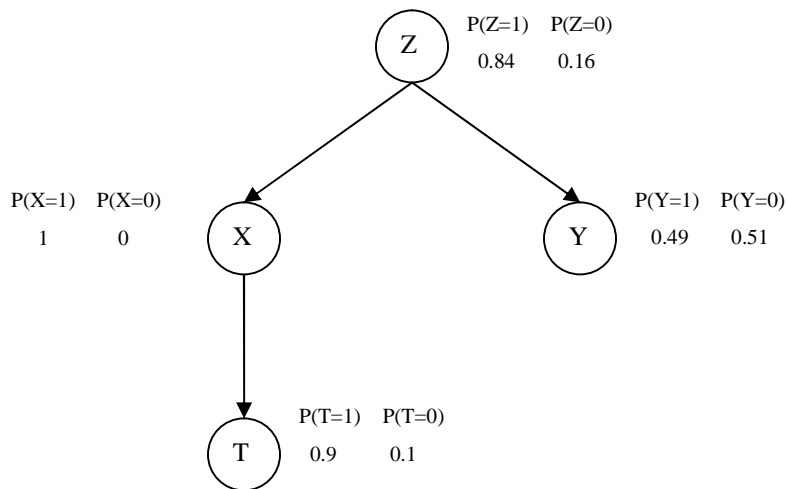 P(Z=1) P(Z=0)
Z
0.84 0.16
P(X=1) P(X=0)
P(Y=1) P(Y=0)
1 0
X
Y
0.49 0.51
P(T=1) P(T=0)
T
0.9 0.1